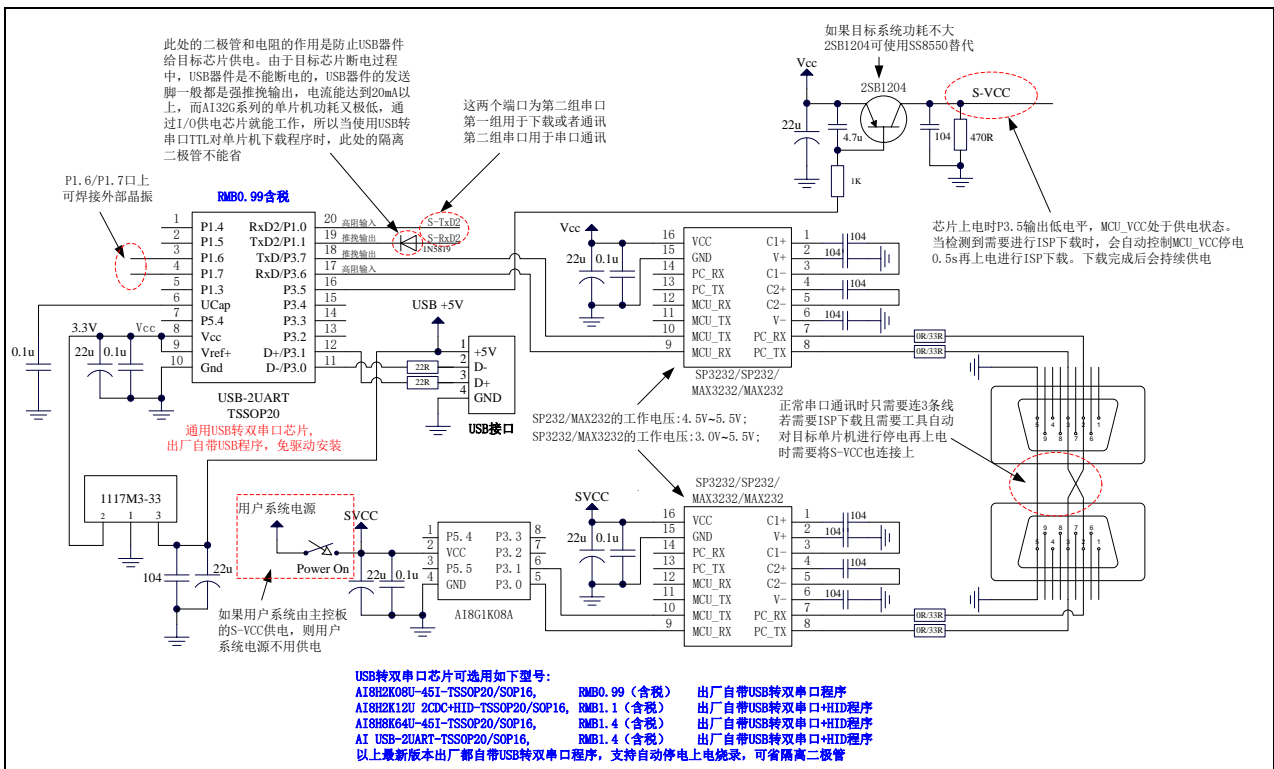 此处的二极管和电阻的作用是防止USB器件
给目标芯片供电。由于目标芯片断电过程
中，USB器件是不能断电的，USB器件的发送
脚一般都是强推挽输出，电流能达到20mA以
上，而AI32G系列的单片机功耗又极低，通
过I/O供电芯片就能工作，所以当使用USB转
串口TTL对单片机下载程序时，此处的隔离
二极管不能省
这两个端口为第二组串口
第一组用于下载或者通讯
第二组串口用于串口通讯
如果目标系统功耗不大
2SB1204可使用SS8550替代
Vcc
2SB1204
S-VCC
22u
4.7u
104
470R
1K
芯片上电时P3.5输出低电平，MCU_VCC处于供电状态。
当检测到需要进行ISP下载时，会自动控制MCU_VCC停电
0.5s再上电进行ISP下载。下载完成后会持续供电
P1.6/P1.7口上
可焊接外部晶振
RMB0.99含税
1 P1.4 RxD2/P1.0 20 高阻输入 S-TxD2
2 P1.5 TxD2/P1.1 19 推挽输出 S-RxD2
1N5819
3 P1.6 TxD/P3.7 18 推挽输出
4 P1.7 RxD/P3.6 17 高阻输入
5 P1.3 P3.5 16
6 UCap P3.4 15
7 P5.4 P3.3 14
8 Vcc P3.2 13
9 Vref+ D+/P3.1 12
10 Gnd D-/P3.0 11
USB-2UART
TSSOP20
通用USB转双串口芯片，
出厂自带USB程序，免驱动安装
0.1u
3.3V Vcc
22u 0.1u
USB +5V
22R
22R
1 +5V
2 D-
3 D+
4 GND
USB接口
Vcc
22u 0.1u
16 VCC C1+ 1 104
15 GND V+ 2 104
14 PC_RX C1- 3
13 PC_TX C2+ 4 104
12 MCU_RX C2- 5
11 MCU_TX V- 6 104
10 MCU_TX PC_RX 7 0R/33R
9 MCU_RX PC_TX 8 0R/33R
SP3232/SP232/
MAX3232/MAX232
SP232/MAX232的工作电压:4.5V~5.5V;
SP3232/MAX3232的工作电压:3.0V~5.5V;
正常串口通讯时只需要连3条线
若需要ISP下载且需要工具自动
对目标单片机进行停电再上电
时需要将S-VCC也连接上
5 4 3 2 1
9 8 7 6
9 8 7 6
5 4 3 2 1
1117M3-33
2 1 3
104
22u
用户系统电源
Power On
SVCC
22u 0.1u
如果用户系统由主控板
的S-VCC供电，则用户
系统电源不用供电
1 P5.4 P3.3 8
2 VCC P3.2 7
3 P5.5 P3.1 6
4 GND P3.0 5
AI8G1K08A
SP3232/SP232/
MAX3232/MAX232
SVCC
22u 0.1u
16 VCC C1+ 1 104
15 GND V+ 2 104
14 PC_RX C1- 3
13 PC_TX C2+ 4 104
12 MCU_RX C2- 5
11 MCU_TX V- 6 104
10 MCU_TX PC_RX 7 0R/33R
9 MCU_RX PC_TX 8 0R/33R
USB转双串口芯片可选用如下型号:
AI8H2K08U-45I-TSSOP20/SOP16, RMB0.99（含税） 出厂自带USB转双串口程序
AI8H2K12U 2CDC+HID-TSSOP20/SOP16, RMB1.1（含税） 出厂自带USB转双串口+HID程序
AI8H8K64U-45I-TSSOP20/SOP16, RMB1.4（含税） 出厂自带USB转双串口+HID程序
AI USB-2UART-TSSOP20/SOP16, RMB1.4（含税） 出厂自带USB转双串口+HID程序
以上最新版本出厂都自带USB转双串口程序，支持自动停电上电烧录，可省隔离二极管